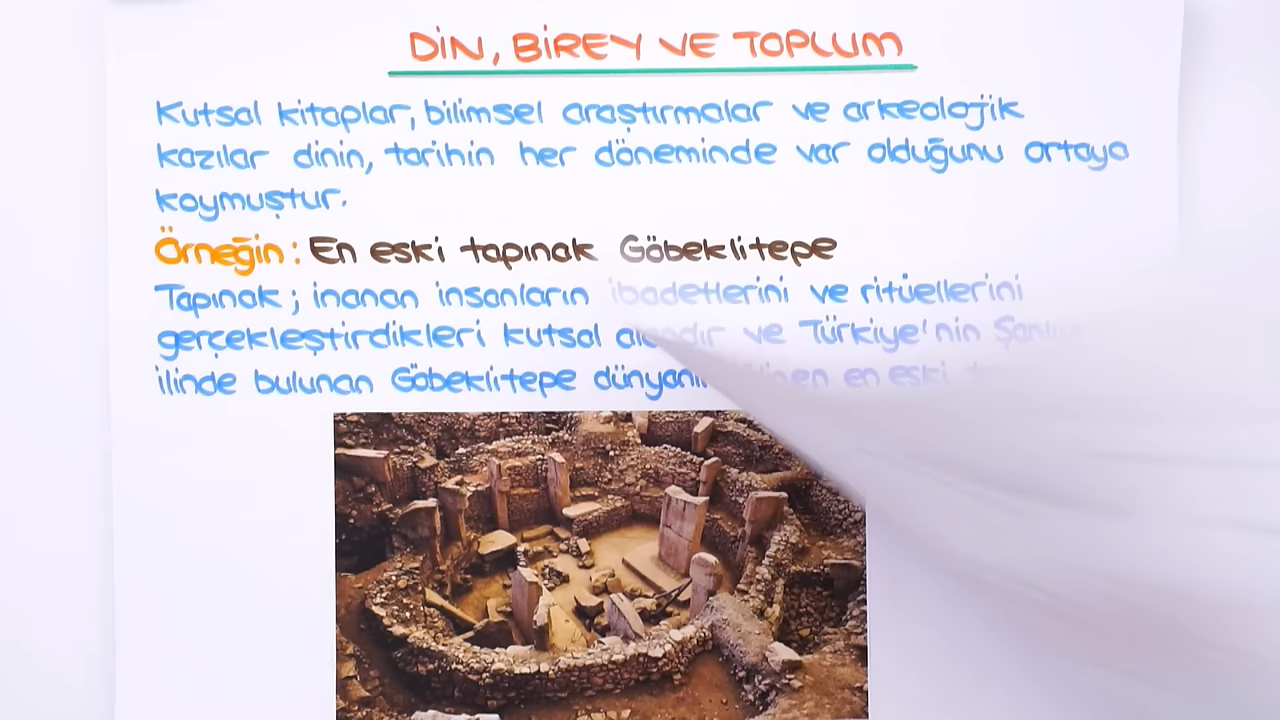 DİN, BİREY VE TOPLUM
Kutsal kitaplar, bilimsel araştırmalar ve arkeolojik
kazılar dinin, tarihin her döneminde var olduğunu ortaya
koymuştur.
Örneğin: En eski tapınak Göbeklitepe
Tapınak; inanan insanların ibadetlerini ve ritüellerini
gerçekleştirdikleri kutsal alandır ve Türkiye'nin
ilinde bulunan Göbeklitepe dünyanın en eski